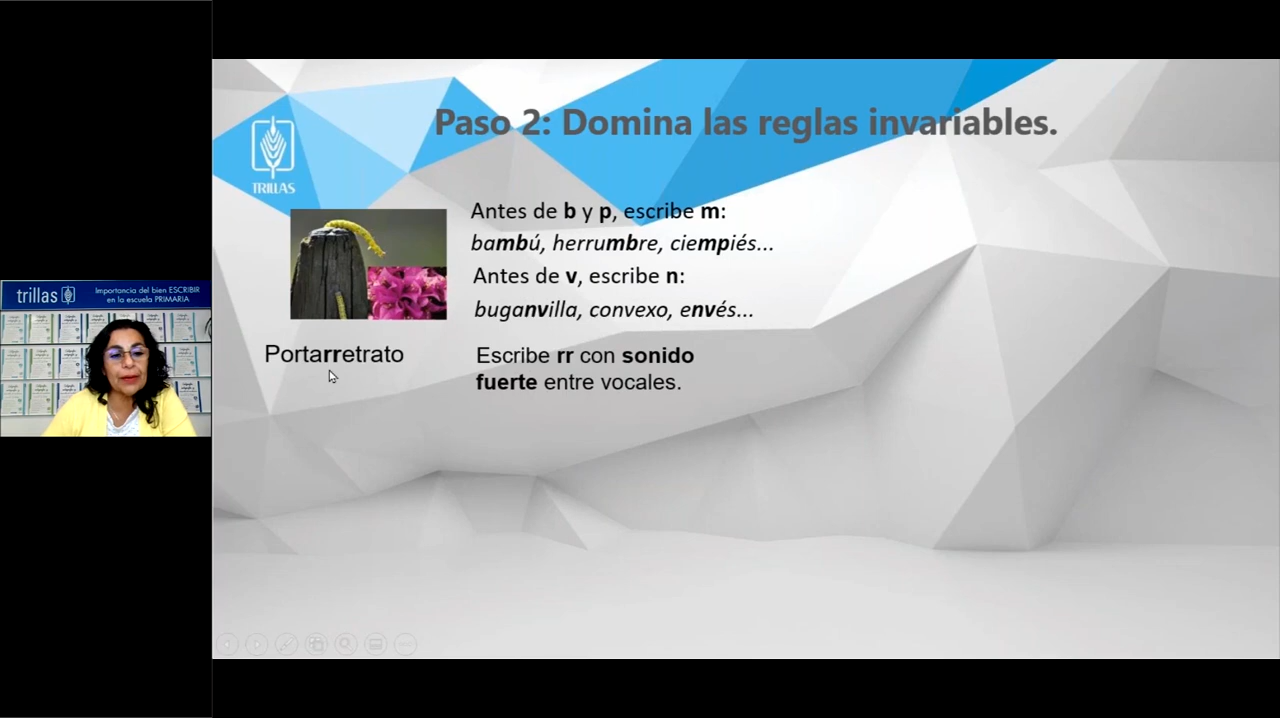 Paso 2: Domina las reglas invariables.
TRILLAS
Antes de b y p, escribe m:
bambú, herrumbre, ciempiés...
Antes de v, escribe n:
buganvilla, convexo, envés...
Portarretrato
Escribe rr con sonido
fuerte entre vocales.
trillas
Importancia del bien ESCRIBIR
en la escuela PRIMARIA